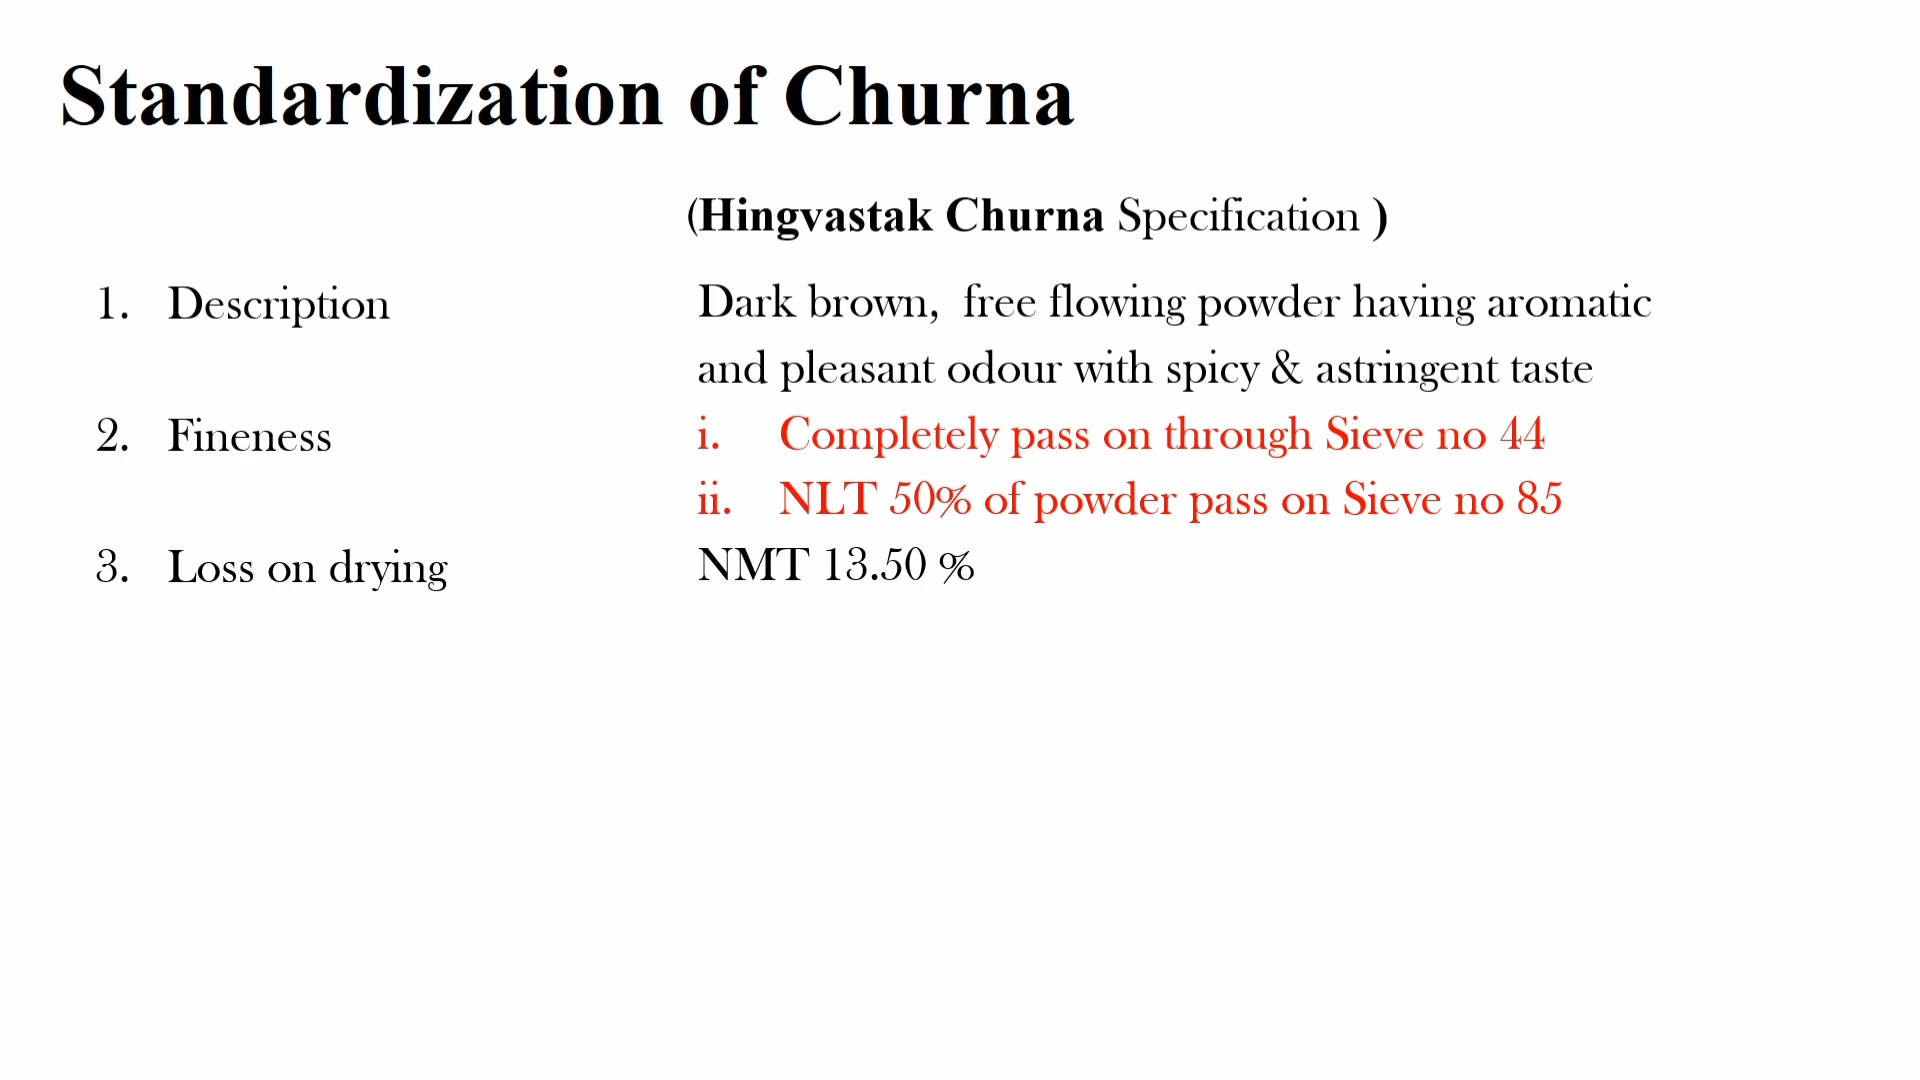 Standardization of Churna
(Hingvastak Churna Specification )
1. Description
Dark brown, free flowing powder having aromatic
and pleasant odour with spicy & astringent taste
2. Fineness
i. Completely pass on through Sieve no 44
ii. NLT 50% of powder pass on Sieve no 85
3. Loss on drying
NMT 13.50 %